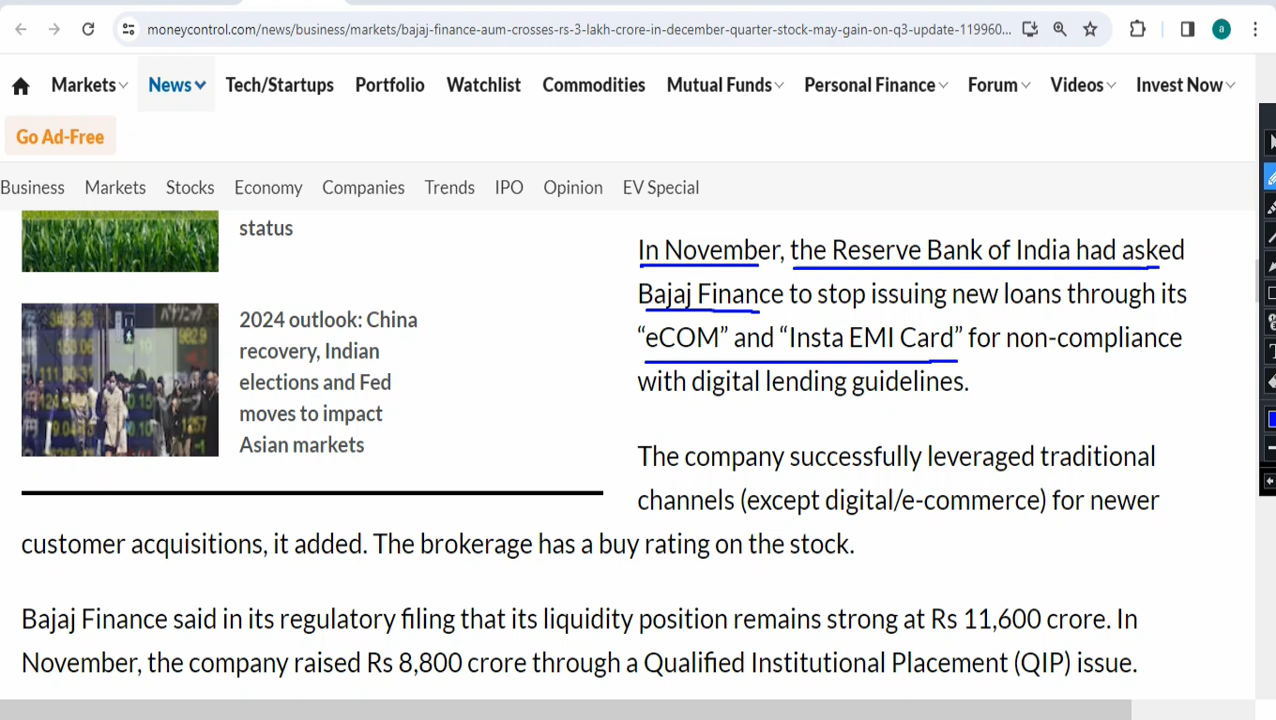 moneycontrol.com/news/business/markets/bajaj-finance-aum-crosses-rs-3-lakh-crore-in-december-quarter-stock-may-gain-on-q3-update-119960...
a
Markets News Tech/Startups Portfolio Watchlist Commodities Mutual Funds Personal Finance Forum Videos Invest Now
Go Ad-Free
Business Markets Stocks Economy Companies Trends IPO Opinion EV Special
status
2024 outlook: China
recovery, Indian
elections and Fed
moves to impact
Asian markets
In November, the Reserve Bank of India had asked
Bajaj Finance to stop issuing new loans through its
“eCOM” and “Insta EMI Card” for non-compliance
with digital lending guidelines.
The company successfully leveraged traditional
channels (except digital/e-commerce) for newer
customer acquisitions, it added. The brokerage has a buy rating on the stock.
Bajaj Finance said in its regulatory filing that its liquidity position remains strong at Rs 11,600 crore. In
November, the company raised Rs 8,800 crore through a Qualified Institutional Placement (QIP) issue.